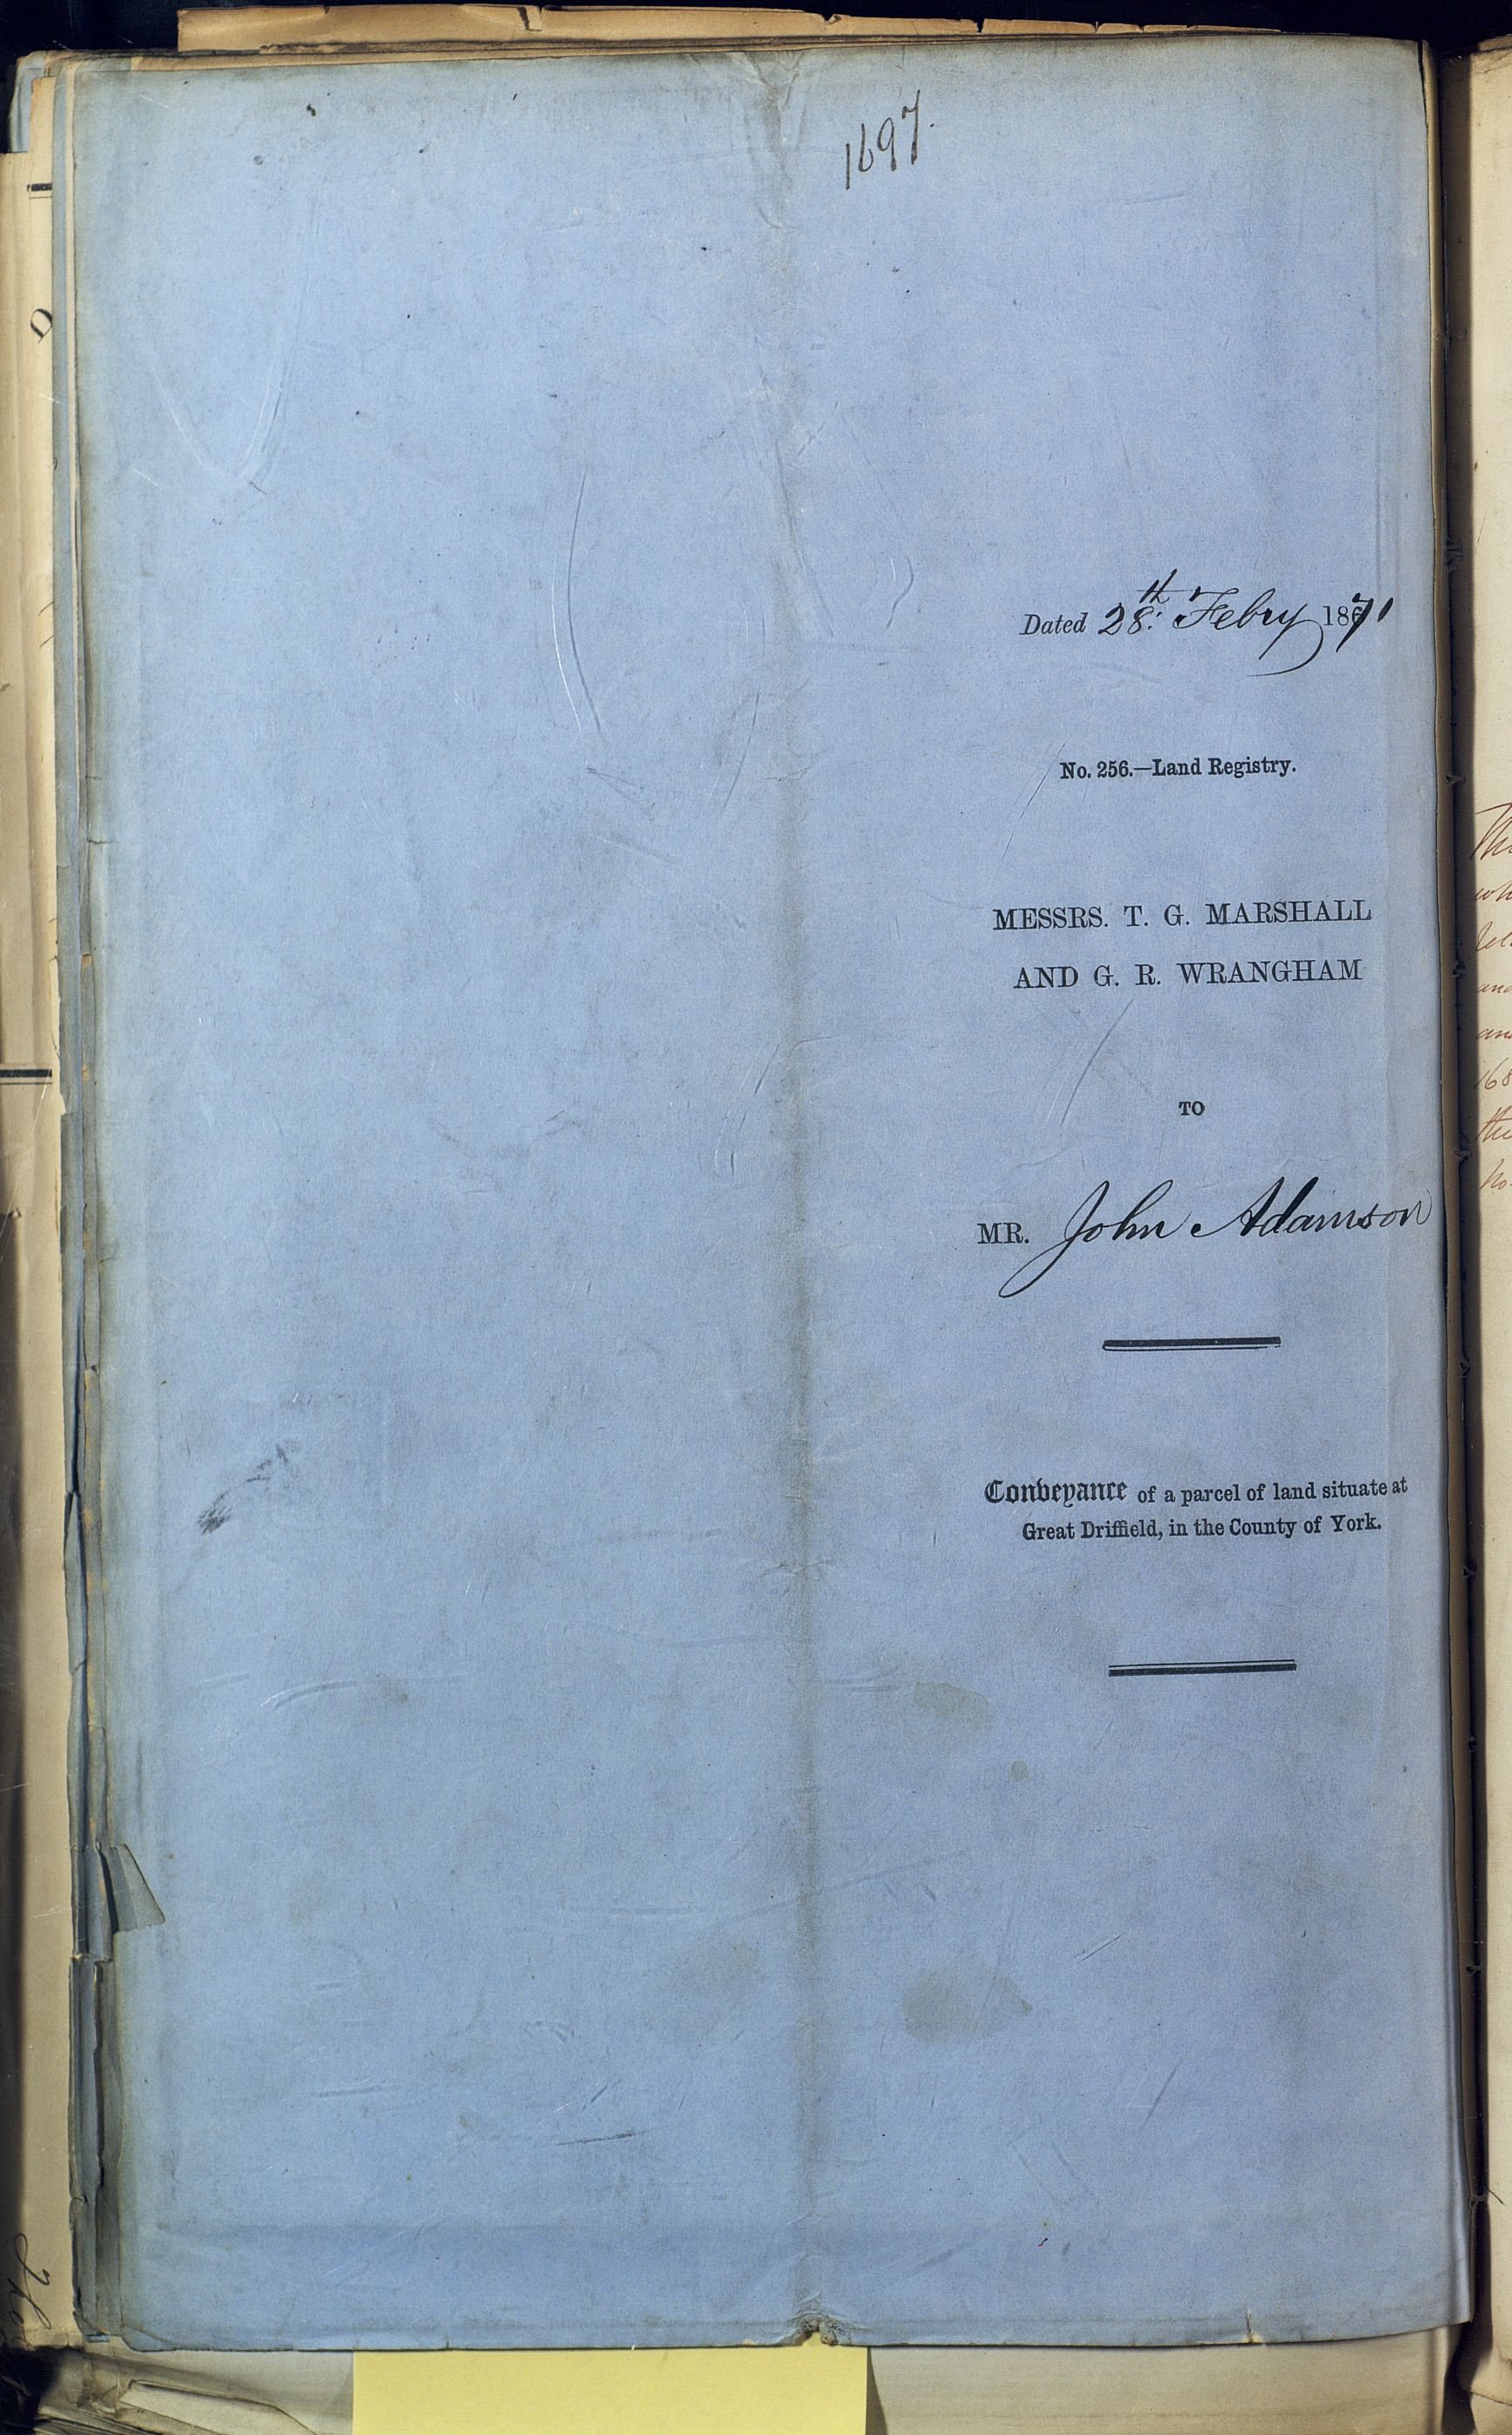 1697.
Dated 28th Febry 1871
No. 256.—Land Registry.
MESSRS. T. G. MARSHALL
AND G. R. WRANGHAM
TO
MR. John Adamson
Conveyance of a parcel of land situate at
Great Driffield, in the County of York.